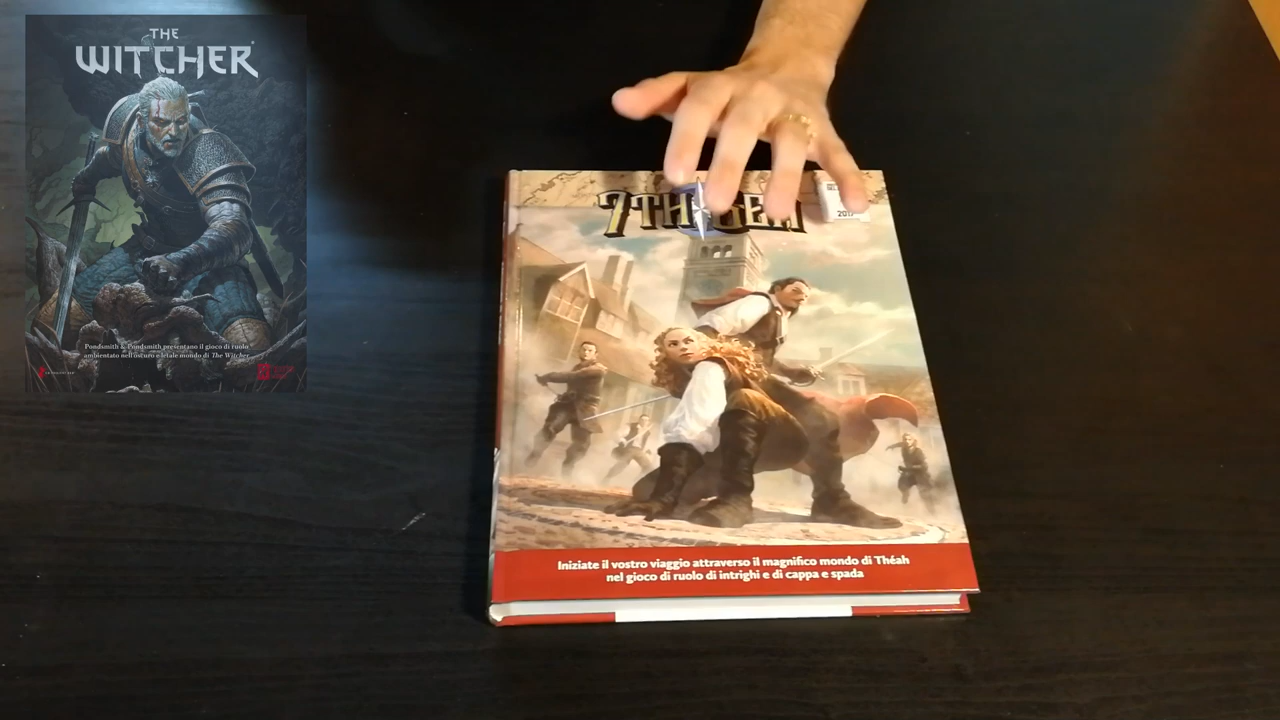 THE
WITCHER
Pondsmith & Pondsmith presentano il gioco di ruolo
ambientato nell'oscuro e letale mondo di The Witcher
7TH
2017
Iniziate il vostro viaggio attraverso il magnifico mondo di Théah
nel gioco di ruolo di intrighi e di cappa e spada